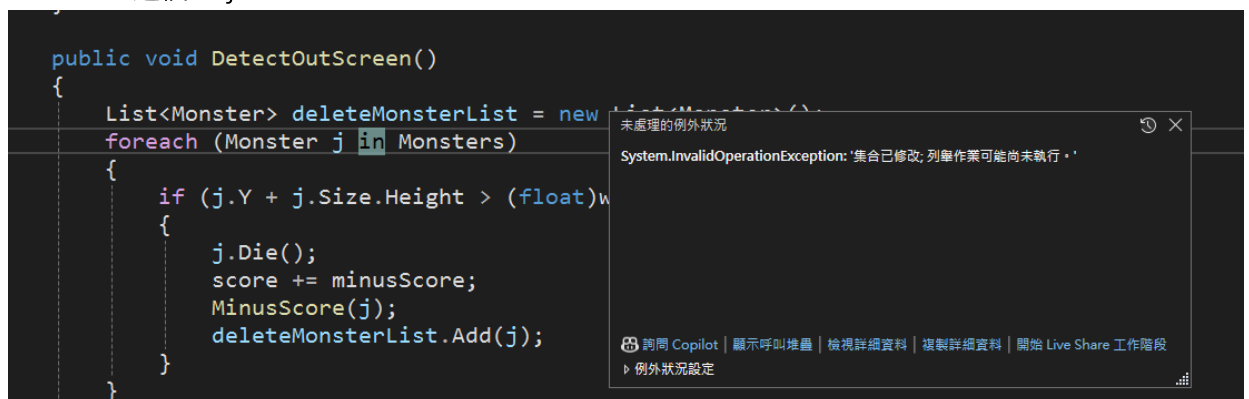 public void DetectOutScreen()
{
List<Monster> deleteMonsterList = new List<Monster>();
foreach (Monster j in Monsters)
{
if (j.Y + j.Size.Height > (float)w
{
j.Die();
score += minusScore;
MinusScore(j);
deleteMonsterList.Add(j);
}
}
未處理的例外狀況
System.InvalidOperationException: '集合已修改; 列舉作業可能尚未執行。'
詢問 Copilot | 顯示呼叫堆疊 | 檢視詳細資料 | 複製詳細資料 | 開始 Live Share 工作階段
例外狀況設定